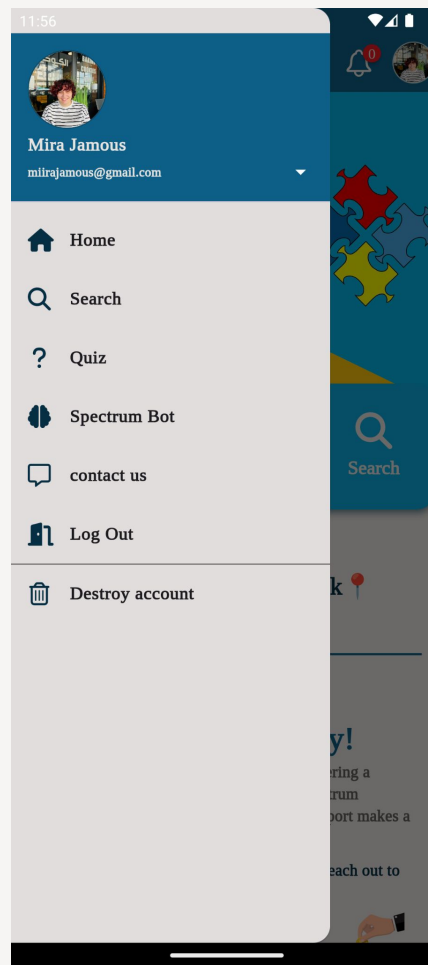 11:56
0
Mira Jamous
miirajamous@gmail.com
Home
Search
Quiz
Spectrum Bot
contact us
Log Out
Destroy account
Search
k📍
y!
ering a
trum
port makes a
each out to